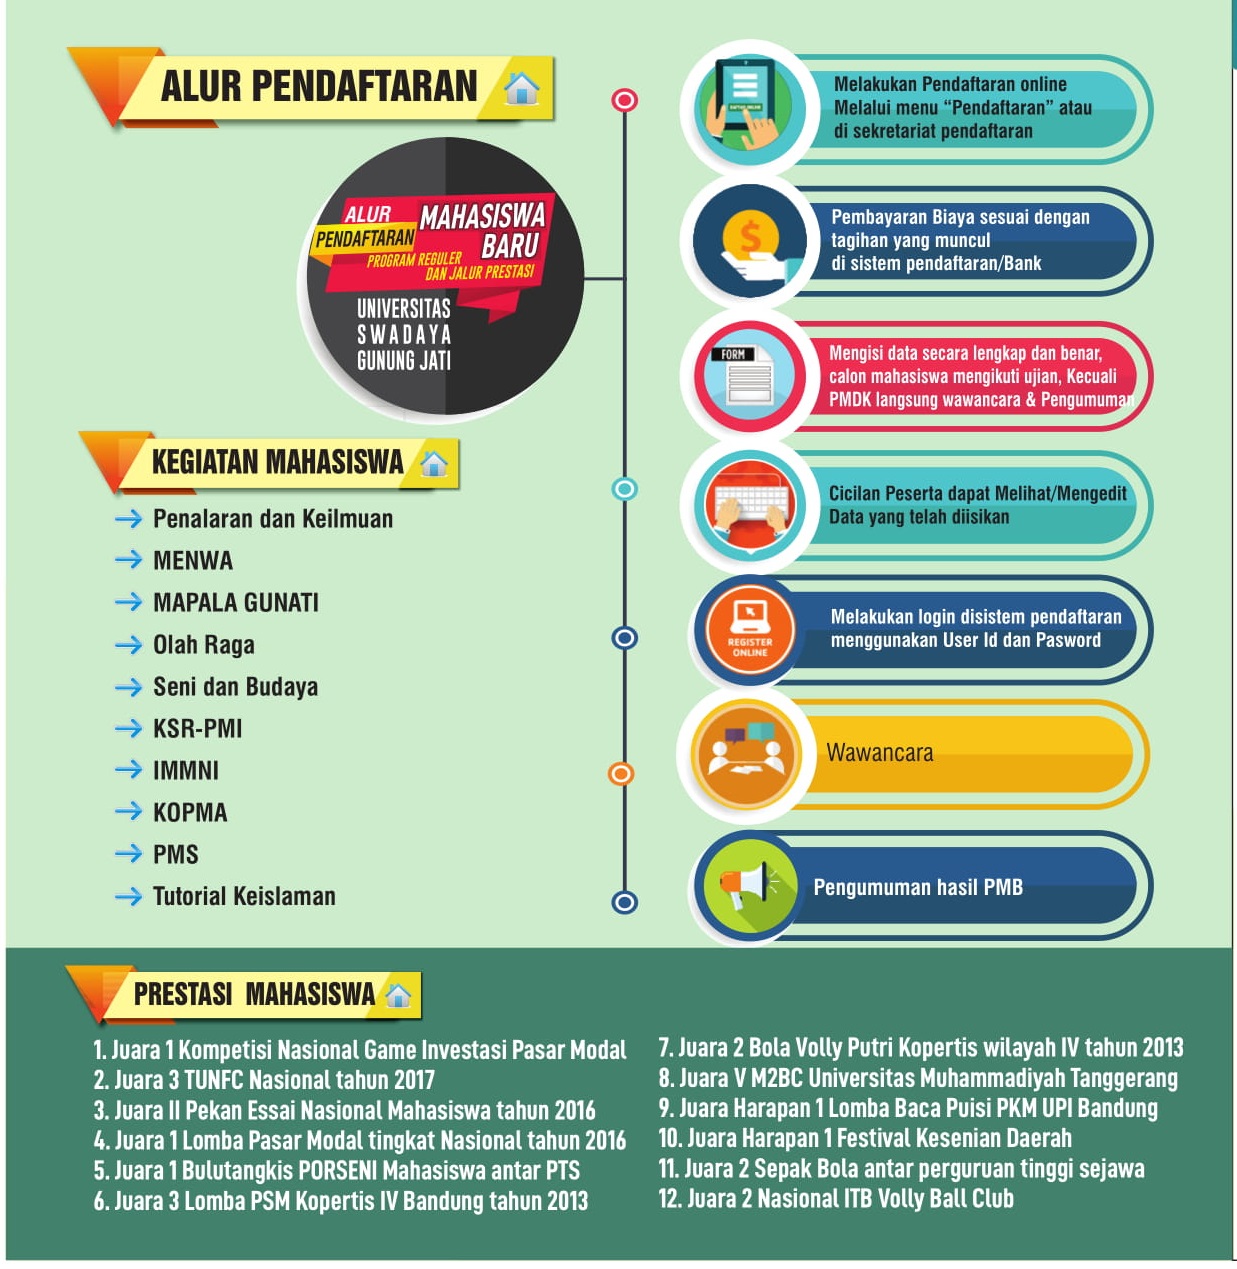 ALUR PENDAFTARAN
ALUR
PENDAFTARAN
MAHASISWA
BARU
PROGRAM REGULER
DAN JALUR PRESTASI
UNIVERSITAS
SWADAYA
GUNUNG JATI
Melakukan Pendaftaran online
Melalui menu “Pendaftaran” atau
di sekretariat pendaftaran
Pembayaran Biaya sesuai dengan
tagihan yang muncul
di sistem pendaftaran/Bank
FORM
Mengisi data secara lengkap dan benar,
calon mahasiswa mengikuti ujian, Kecuali
PMDK langsung wawancara & Pengumuman
Cicilan Peserta dapat Melihat/Mengedit
Data yang telah diisikan
REGISTER
ONLINE
Melakukan login disistem pendaftaran
menggunakan User Id dan Pasword
Wawancara
Pengumuman hasil PMB
KEGIATAN MAHASISWA
Penalaran dan Keilmuan
MENWA
MAPALA GUNATI
Olah Raga
Seni dan Budaya
KSR-PMI
IMMNI
KOPMA
PMS
Tutorial Keislaman
PRESTASI MAHASISWA
1. Juara 1 Kompetisi Nasional Game Investasi Pasar Modal
2. Juara 3 TUNFC Nasional tahun 2017
3. Juara II Pekan Essai Nasional Mahasiswa tahun 2016
4. Juara 1 Lomba Pasar Modal tingkat Nasional tahun 2016
5. Juara 1 Bulutangkis PORSENI Mahasiswa antar PTS
6. Juara 3 Lomba PSM Kopertis IV Bandung tahun 2013
7. Juara 2 Bola Volly Putri Kopertis wilayah IV tahun 2013
8. Juara V M2BC Universitas Muhammadiyah Tanggerang
9. Juara Harapan 1 Lomba Baca Puisi PKM UPI Bandung
10. Juara Harapan 1 Festival Kesenian Daerah
11. Juara 2 Sepak Bola antar perguruan tinggi sejawa
12. Juara 2 Nasional ITB Volly Ball Club